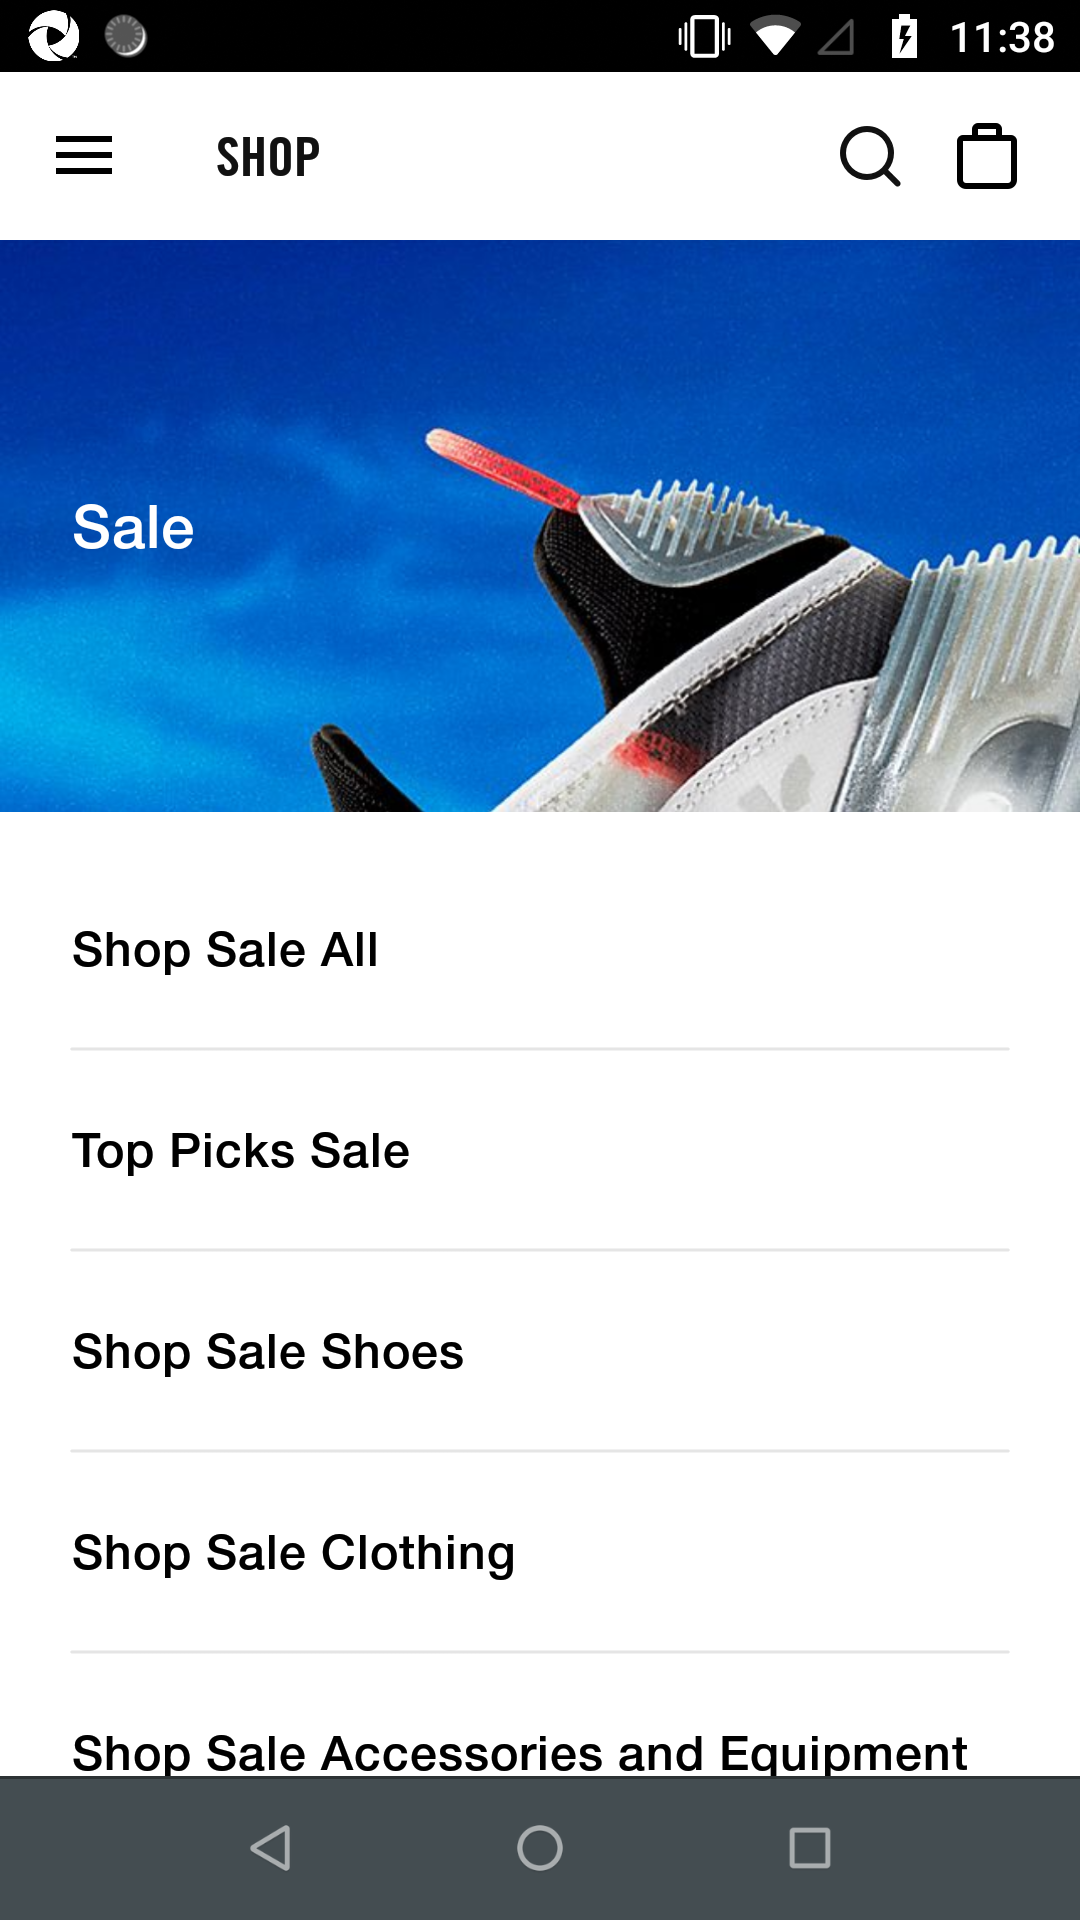 11:38
SHOP
Sale
Shop Sale All
Top Picks Sale
Shop Sale Shoes
Shop Sale Clothing
Shop Sale Accessories and Equipment